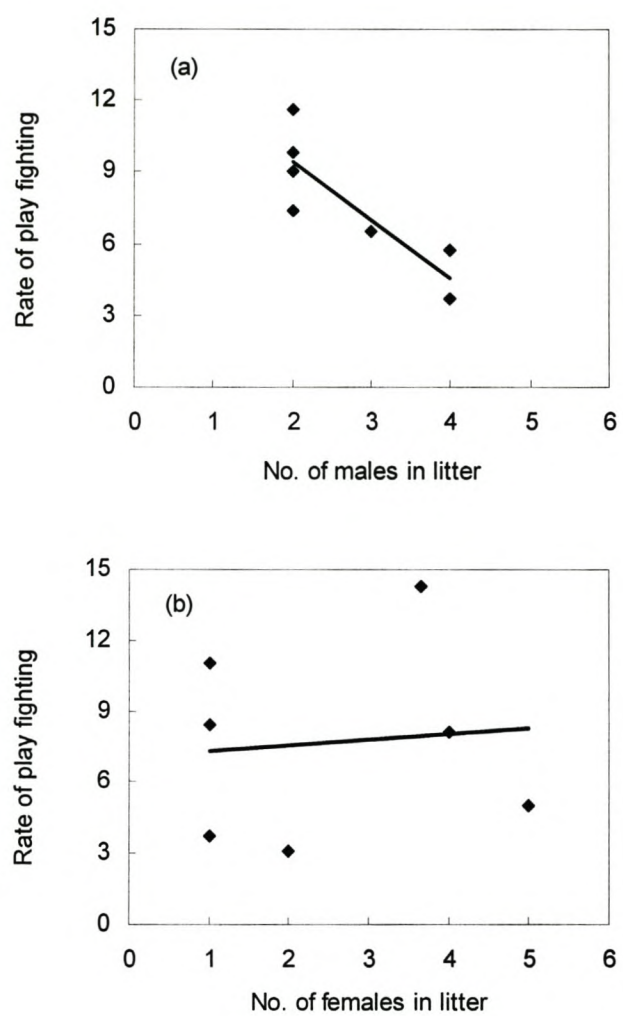 15
(a)
12
9
6
3
0
Rate of play fighting
0 1 2 3 4 5 6
No. of males in litter
15
(b)
12
9
6
3
0
Rate of play fighting
0 1 2 3 4 5 6
No. of females in litter